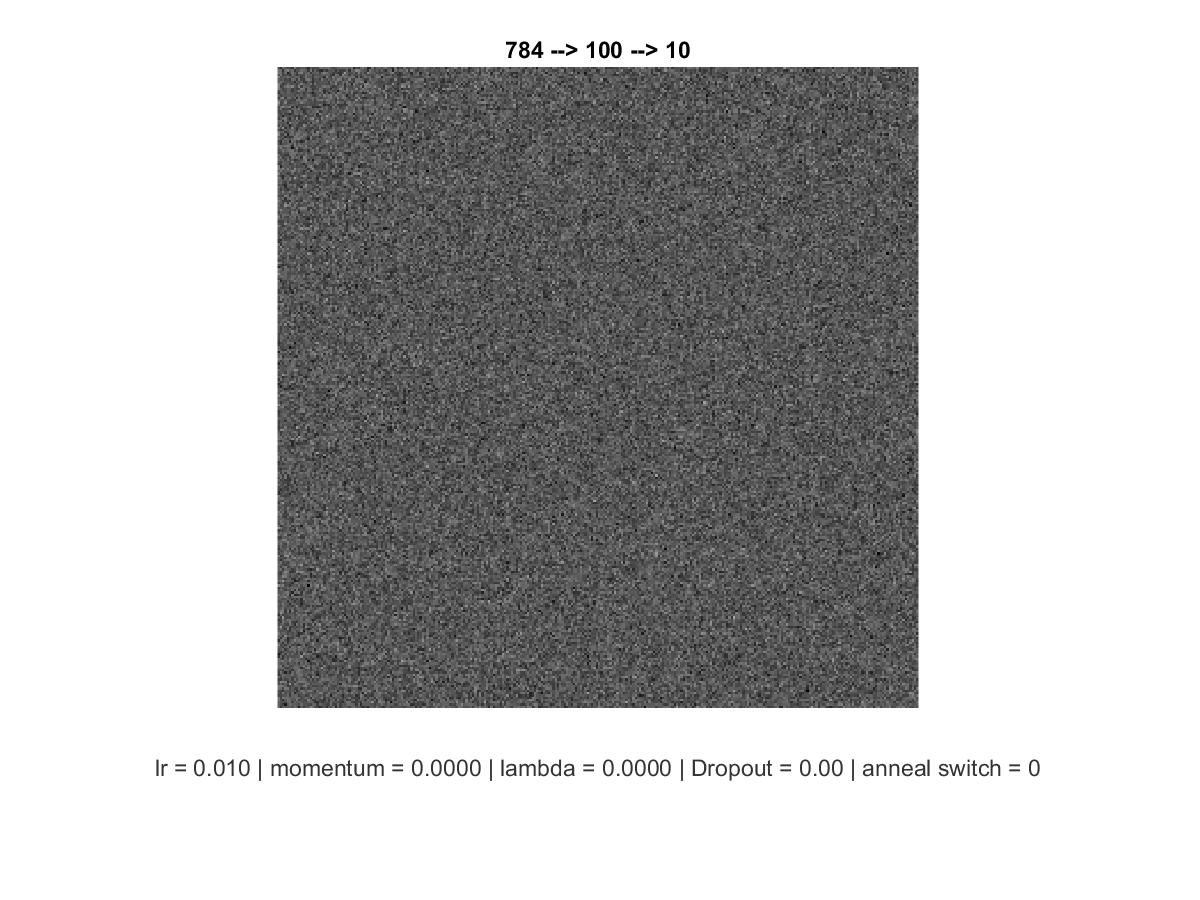 784 --> 100 --> 10
lr = 0.010 | momentum = 0.0000 | lambda = 0.0000 | Dropout = 0.00 | anneal switch = 0